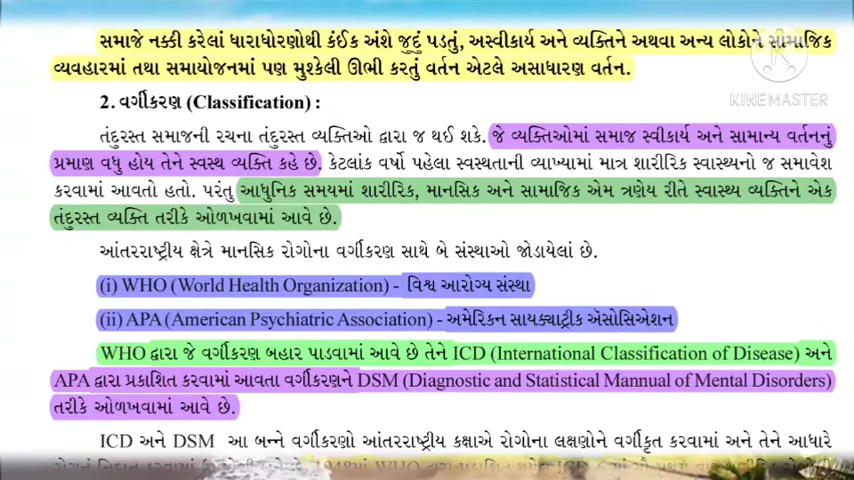 સમાજે નક્કી કરેલાં ધારાધોરણોથી કંઈક અંશે જુદું પડતું, અસ્વીકાર્ય અને વ્યક્તિને અથવા અન્ય લોકોને સામાજિક
વ્યવહારમાં તથા સમાયોજનમાં પણ મુશ્કેલી ઊભી કરતું વર્તન એટલે અસાધારણ વર્તન.
KINEMASTER
2. વર્ગીકરણ (Classification) :
તંદુરસ્ત સમાજની રચના તંદુરસ્ત વ્યક્તિઓ દ્વારા જ થઈ શકે. જે વ્યક્તિઓમાં સમાજ સ્વીકાર્ય અને સામાન્ય વર્તનનું
પ્રમાણ વધુ હોય તેને સ્વસ્થ વ્યક્તિ કહે છે. કેટલાંક વર્ષો પહેલા સ્વસ્થતાની વ્યાખ્યામાં માત્ર શારીરિક સ્વાસ્થ્યનો જ સમાવેશ
કરવામાં આવતો હતો. પરંતુ આધુનિક સમયમાં શારીરિક, માનસિક અને સામાજિક એમ ત્રણેય રીતે સ્વાસ્થ્ય વ્યક્તિને એક
તંદુરસ્ત વ્યક્તિ તરીકે ઓળખવામાં આવે છે.
આંતરરાષ્ટ્રીય ક્ષેત્રે માનસિક રોગોના વર્ગીકરણ સાથે બે સંસ્થાઓ જોડાયેલાં છે.
(i) WHO (World Health Organization) - વિશ્વ આરોગ્ય સંસ્થા
(ii) APA (American Psychiatric Association) - અમેરિકન સાયક્યાટ્રીક ઍસોસિએશન
WHO દ્વારા જે વર્ગીકરણ બહાર પાડવામાં આવે છે તેને ICD (International Classification of Disease) અને
APA દ્વારા પ્રકાશિત કરવામાં આવતા વર્ગીકરણને DSM (Diagnostic and Statistical Mannual of Mental Disorders)
તરીકે ઓળખવામાં આવે છે.
ICD અને DSM આ બન્ને વર્ગીકરણો આંતરરાષ્ટ્રીય કક્ષાએ રોગોના લક્ષણોને વર્ગીકૃત કરવામાં અને તેને આધારે